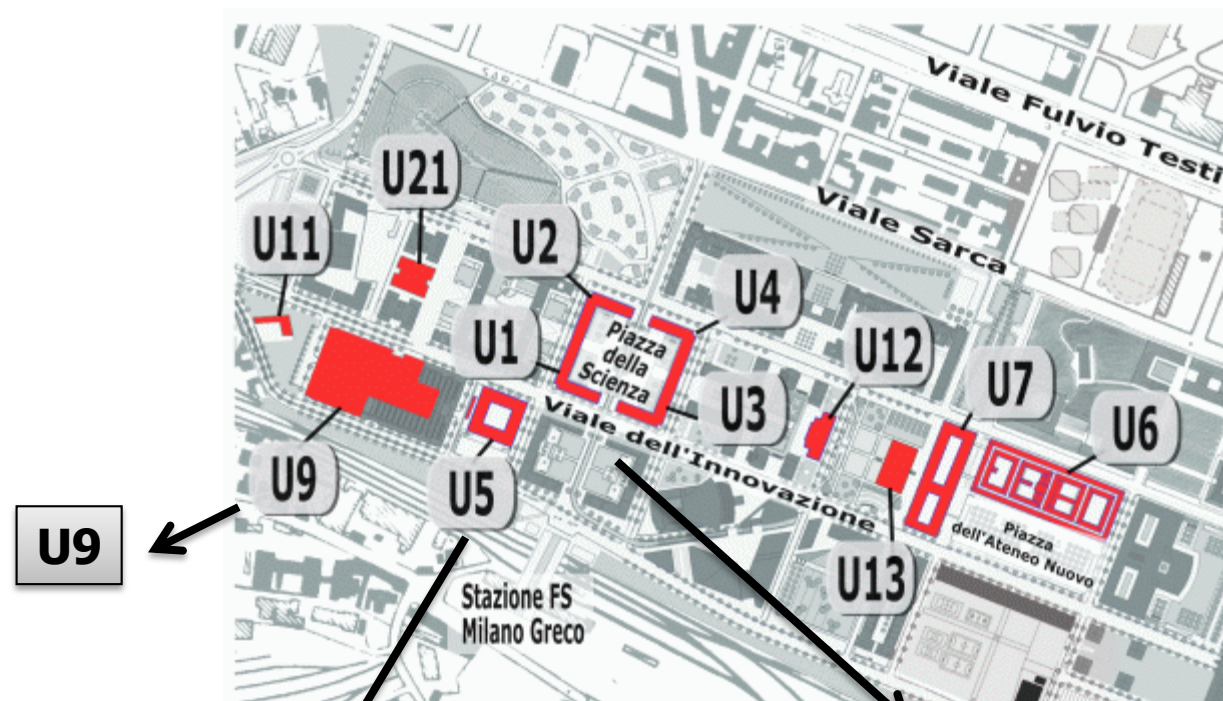 SARCA
Viale Fulvio Testi
U21
Viale Sarca
U11
U2
U4
U1
Piazza
della
Scienza
U12
U7
U3
U6
Viale dell'Innovazione
U9
U5
Piazza
dell'Ateneo Nuovo
U9
U13
Stazione FS
Milano Greco